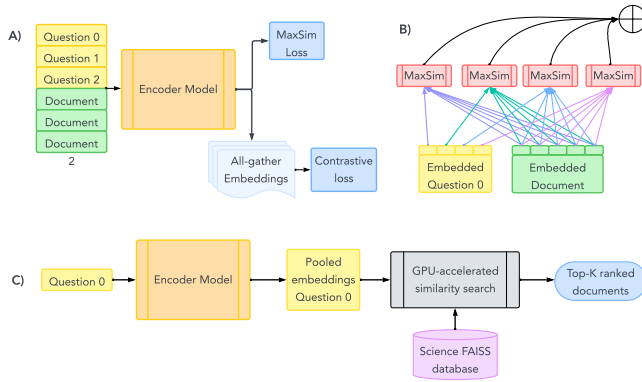 A)
Question 0
Question 1
Question 2
Document
Document
Document
2
Encoder Model
MaxSim
Loss
All-gather
Embeddings
Contrastive
loss
B)
MaxSim
MaxSim
MaxSim
MaxSim
Embedded
Question 0
Embedded
Document
C)
Question 0
Encoder Model
Pooled
embeddings
Question 0
GPU-accelerated
similarity search
Top-K ranked
documents
Science FAISS
database